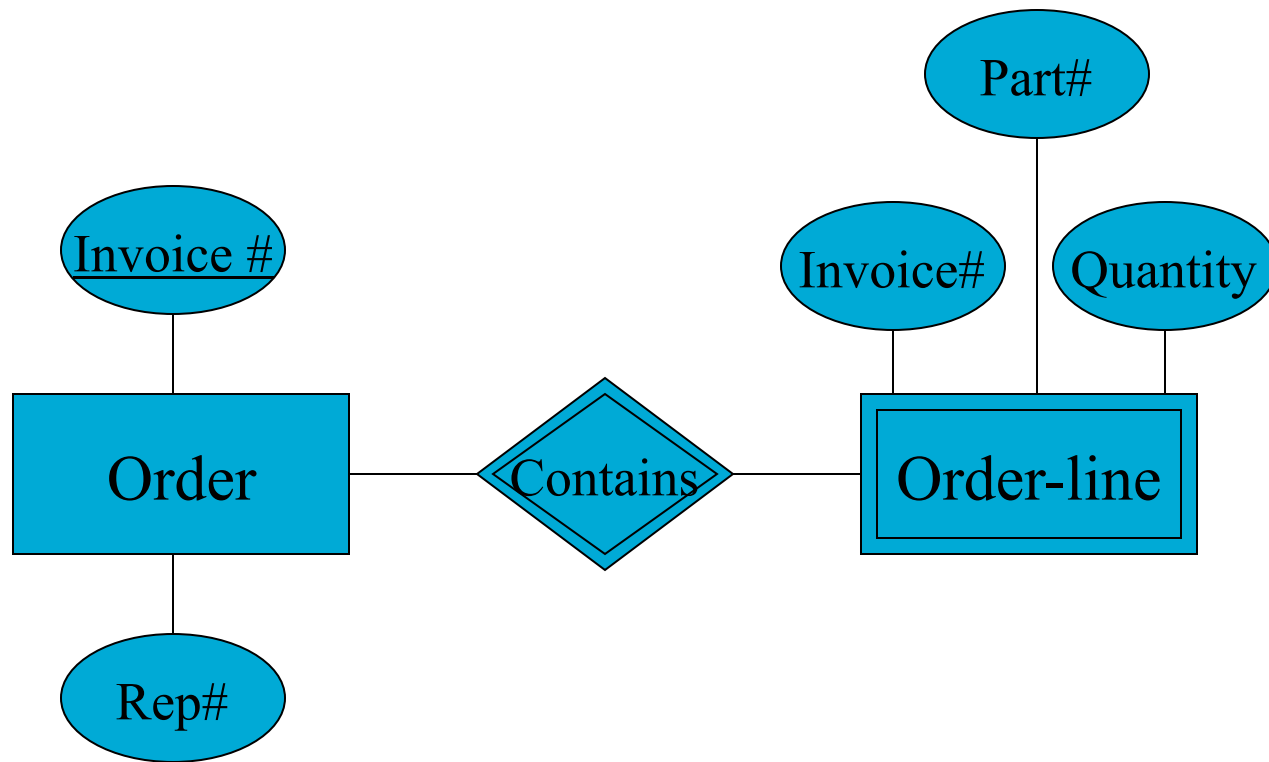 Part#
Invoice #
Invoice#
Quantity
Order
Contains
Order-line
Rep#